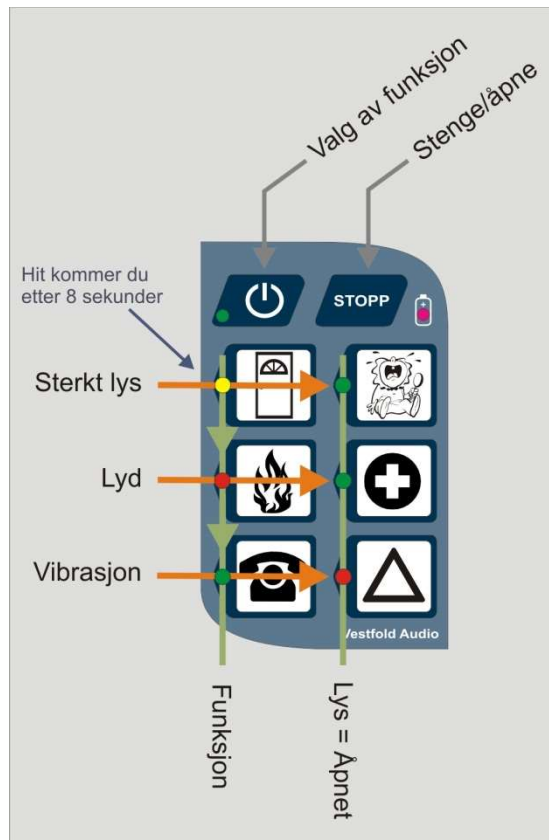 Valg av funksjon
Stenge/åpne
Hit kommer du
etter 8 sekunder
STOPP
Sterkt lys
Lyd
Vibrasjon
Vestfold Audio
Funksjon
Lys = Åpnet